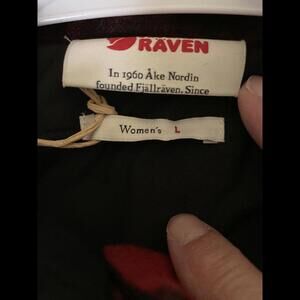 RÄVEN
In 1960 Åke Nordin
founded Fjällräven. Since
Women's L